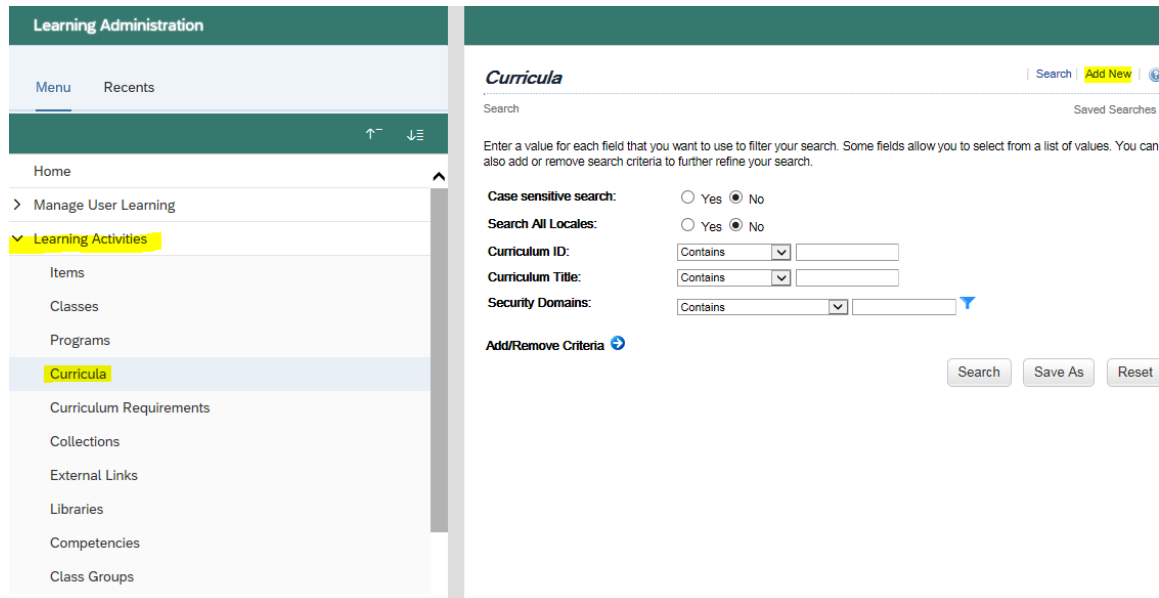 Learning Administration
Menu Recents
Home
Manage User Learning
Learning Activities
Items
Classes
Programs
Curricula
Curriculum Requirements
Collections
External Links
Libraries
Competencies
Class Groups
Curricula
Search | Add New
Search
Saved Searches
Enter a value for each field that you want to use to filter your search. Some fields allow you to select from a list of values. You can
also add or remove search criteria to further refine your search.
Case sensitive search: Yes No
Search All Locales: Yes No
Curriculum ID: Contains
Curriculum Title: Contains
Security Domains: Contains
Add/Remove Criteria
Search Save As Reset